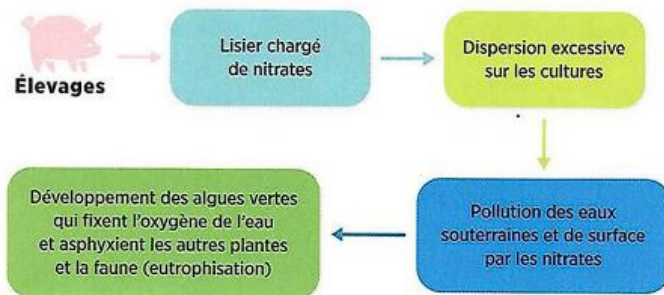 Élevages
Lisier chargé
de nitrates
Dispersion excessive
sur les cultures
Pollution des eaux
souterraines et de surface
par les nitrates
Développement des algues vertes
qui fixent l'oxygène de l'eau
et asphyxient les autres plantes
et la faune (eutrophisation)